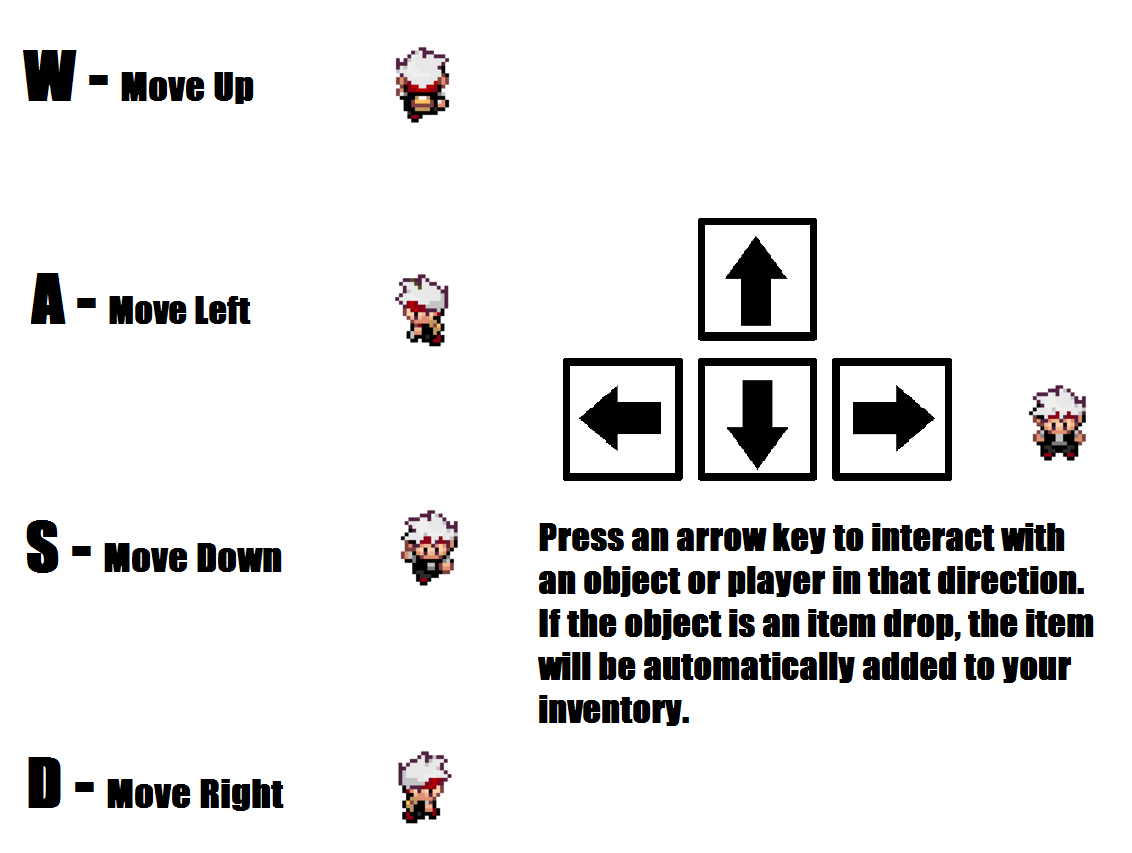 W - Move Up
A - Move Left
S - Move Down
D - Move Right
Press an arrow key to interact with
an object or player in that direction.
If the object is an item drop, the item
will be automatically added to your
inventory.